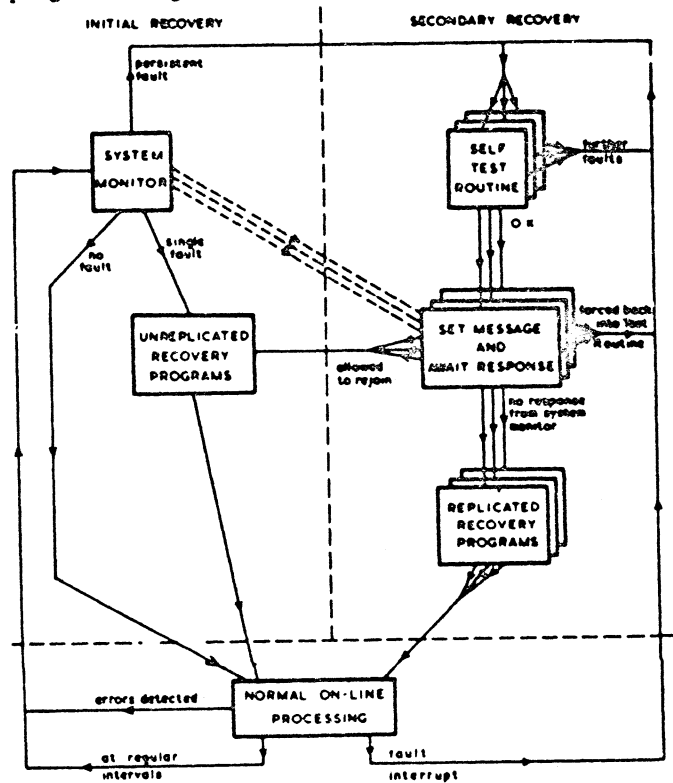 INITIAL RECOVERY
SECONDARY RECOVERY
persistent
fault
SYSTEM
MONITOR
SELF
TEST
ROUTINE
further
faults
OK
no
fault
single
fault
UNREPLICATED
RECOVERY
PROGRAMS
allowed
to rejoin
SET MESSAGE
AND
AWAIT RESPONSE
forced back
into test
routine
no response
from system
monitor
REPLICATED
RECOVERY
PROGRAMS
NORMAL ON-LINE
PROCESSING
errors detected
at regular
intervals
fault
interrupt